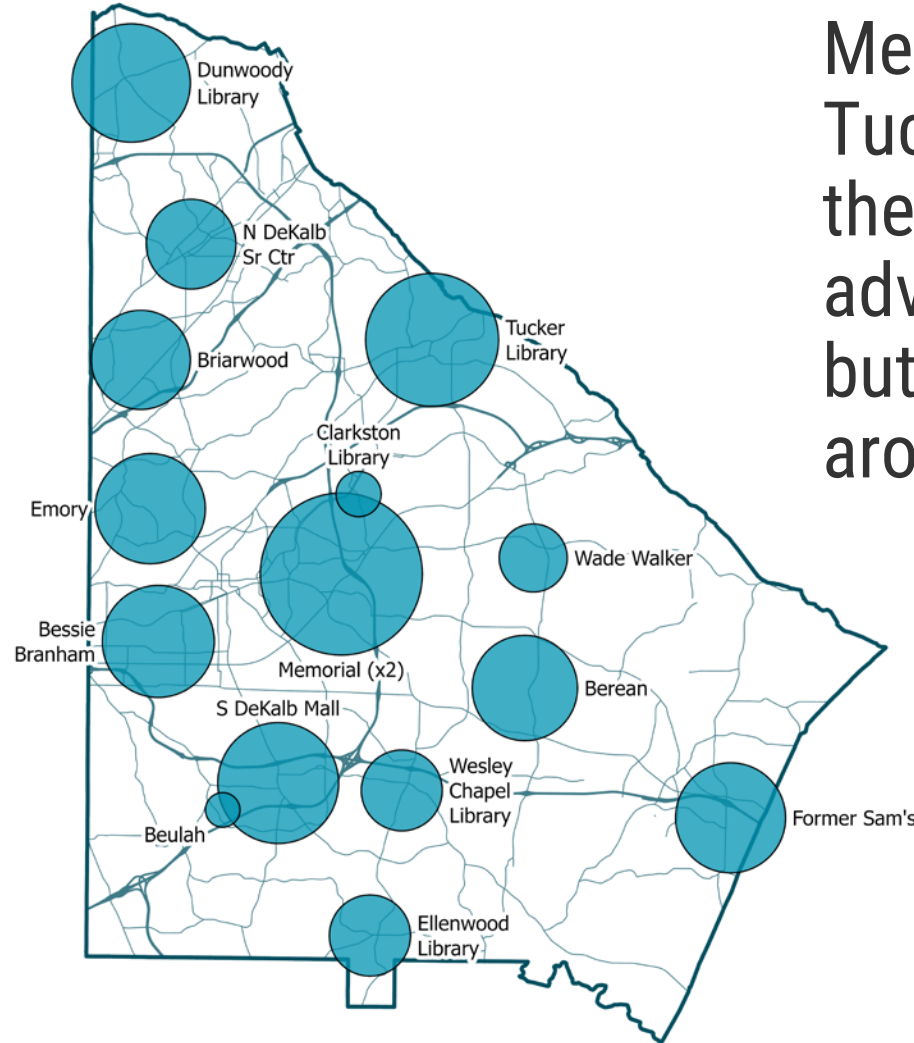 Dunwoody
Library
N DeKalb
Sr Ctr
Briarwood
Tucker
Library
Clarkston
Library
Emory
Wade Walker
Bessie
Branham
Memorial (x2)
Berean
S DeKalb Mall
Wesley
Chapel
Library
Beulah
Former Sam's
Ellenwood
Library
Me
Tuc
the
adv
but
aro